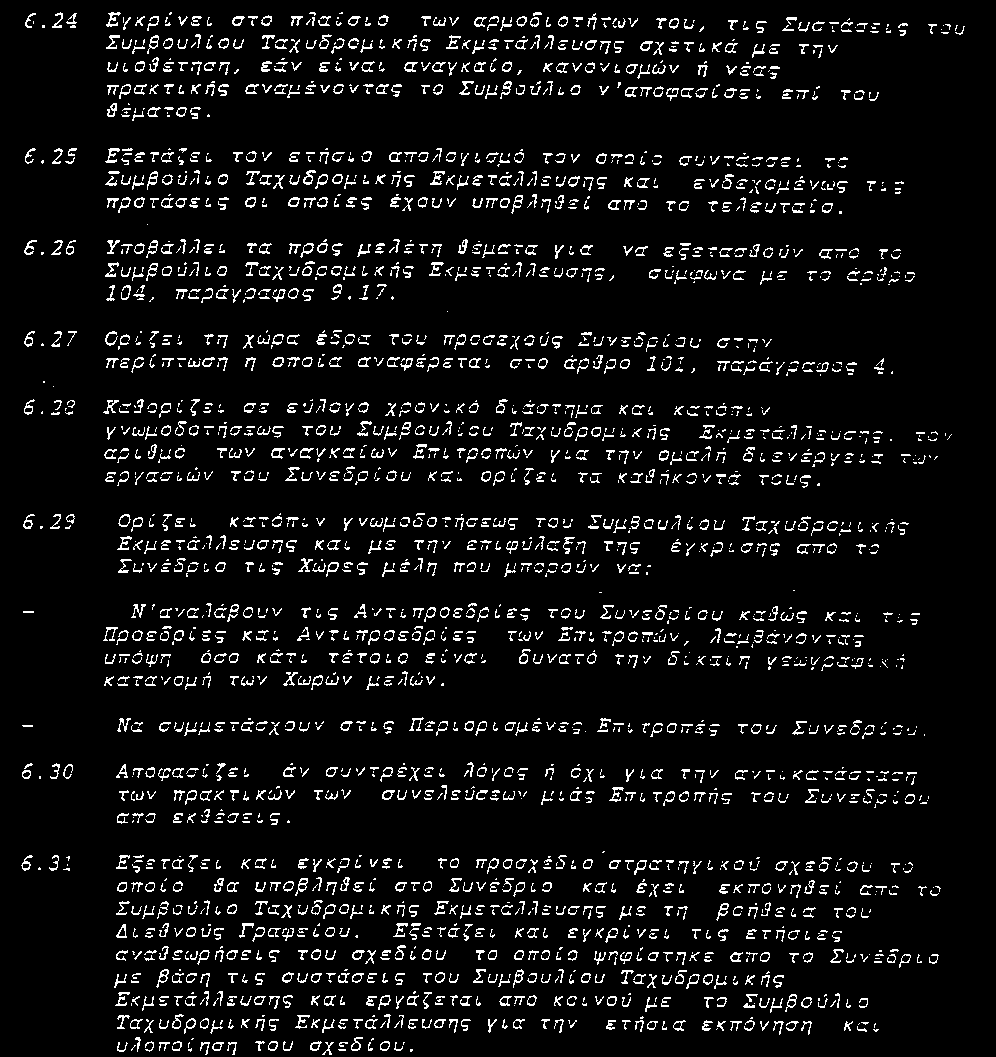 6.24 Εγκρίνει στο πλαίσιο των αρμοδιοτήτων του, τις Συστάσεις του
Συμβουλίου Ταχυδρομικής Εκμετάλλευσης σχετικά με την
υιοθέτηση, εάν είναι αναγκαίο, κανονισμών ή νέας
πρακτικής αναμένοντας το Συμβούλιο ν'αποφασίσει επί του
θέματος.
6.25 Εξετάζει τον ετήσιο απολογισμό τον οποίο συντάσσει το
Συμβούλιο Ταχυδρομικής Εκμετάλλευσης και ενδεχομένως τις
προτάσεις οι οποίες έχουν υποβληθεί απο το τελευταίο.
6.26 Υποβάλλει τα πρός μελέτη θέματα για να εξετασθούν απο το
Συμβούλιο Ταχυδρομικής Εκμετάλλευσης, σύμφωνα με το άρθρο
104, παράγραφος 9.17.
6.27 Ορίζει τη χώρα έδρα του προσεχούς Συνεδρίου στην
περίπτωση η οποία αναφέρεται στο άρθρο 101, παράγραφος 4.
6.28 Καθορίζει σε εύλογο χρονικό διάστημα και κατόπιν
γνωμοδοτήσεως του Συμβουλίου Ταχυδρομικής Εκμετάλλευσης, τον
αριθμό των αναγκαίων Επιτροπών για την ομαλή διενέργεια των
εργασιών του Συνεδρίου και ορίζει τα καθήκοντά τους.
6.29 Ορίζει κατόπιν γνωμοδοτήσεως του Συμβουλίου Ταχυδρομικής
Εκμετάλλευσης και με την επιφύλαξη της έγκρισης απο το
Συνέδριο τις Χώρες μέλη που μπορούν να:
- Ν'αναλάβουν τις Αντιπροεδρίες του Συνεδρίου καθώς και τις
Προεδρίες και Αντιπροεδρίες των Επιτροπών, λαμβάνοντας
υπόψη όσο κάτι τέτοιο είναι δυνατό την δίκαιη γεωγραφική
κατανομή των Χωρών μελών.
- Να συμμετάσχουν στις Περιορισμένες Επιτροπές του Συνεδρίου.
6.30 Αποφασίζει άν συντρέχει λόγος ή όχι για την αντικατάσταση
των πρακτικών των συνελεύσεων μιάς Επιτροπής του Συνεδρίου
απο εκθέσεις.
6.31 Εξετάζει και εγκρίνει το προσχέδιο στρατηγικού σχεδίου το
οποίο θα υποβληθεί στο Συνέδριο και έχει εκπονηθεί απο το
Συμβούλιο Ταχυδρομικής Εκμετάλλευσης με τη βοήθεια του
Διεθνούς Γραφείου. Εξετάζει και εγκρίνει τις ετήσιες
αναθεωρήσεις του σχεδίου το οποίο ψηφίστηκε απο το Συνέδριο
με βάση τις συστάσεις του Συμβουλίου Ταχυδρομικής
Εκμετάλλευσης και εργάζεται απο κοινού με το Συμβούλιο
Ταχυδρομικής Εκμετάλλευσης για την ετήσια εκπόνηση και
υλοποίηση του σχεδίου.